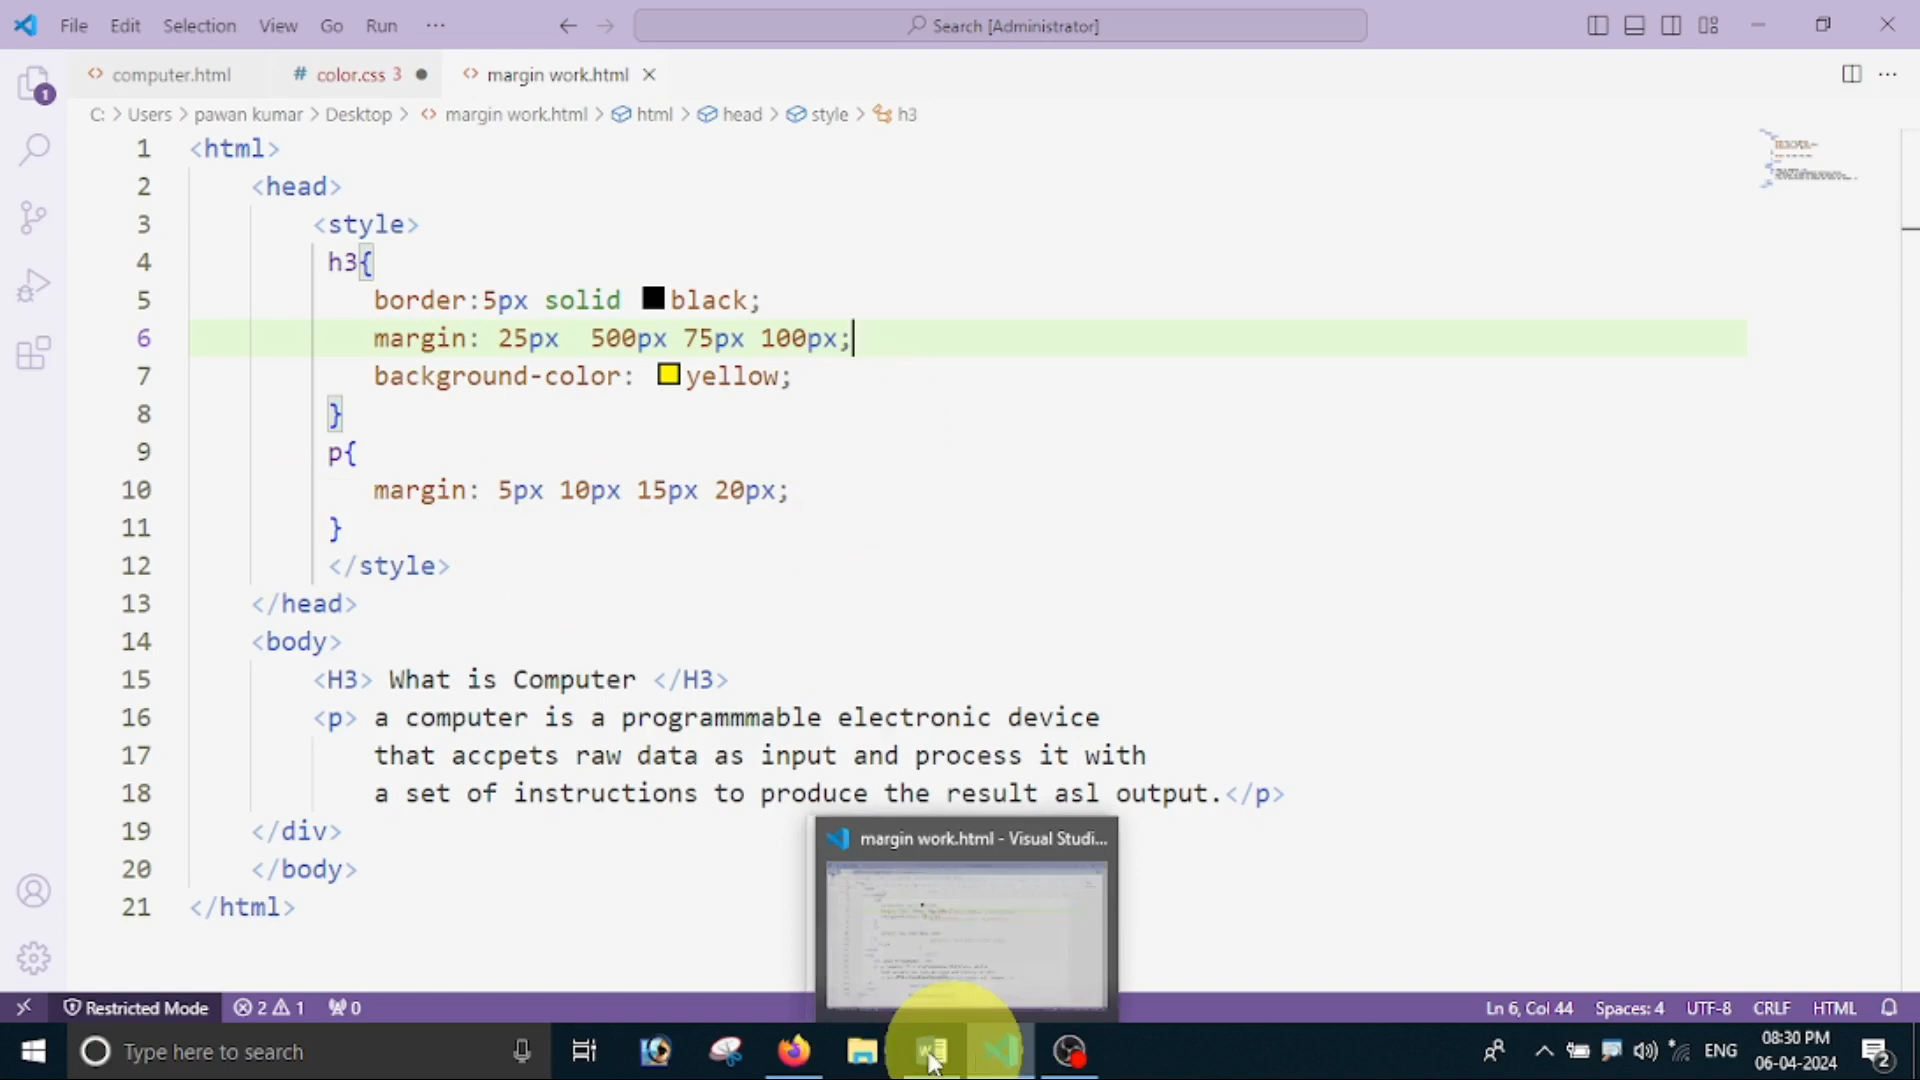 File Edit Selection View Go Run ··· Search [Administrator]
computer.html color.css 3 margin work.html
C: > Users > pawan kumar > Desktop > margin work.html > html > head > style > h3
1 <html>
2 <head>
3 <style>
4 h3{
5 border:5px solid black;
6 margin: 25px  500px 75px 100px;
7 background-color: yellow;
8 }
9 p{
10 margin: 5px 10px 15px 20px;
11 }
12 </style>
13 </head>
14 <body>
15 <H3> What is Computer </H3>
16 <p> a computer is a programmmable electronic device
17 that accpets raw data as input and process it with
18 a set of instructions to produce the result asl output.</p>
19 </div>
20 </body>
21 </html>
1
margin work.html - Visual Studi...
Restricted Mode 2 1 0 Ln 6, Col 44 Spaces: 4 UTF-8 CRLF HTML
Type here to search ENG 08:30 PM
06-04-2024 2